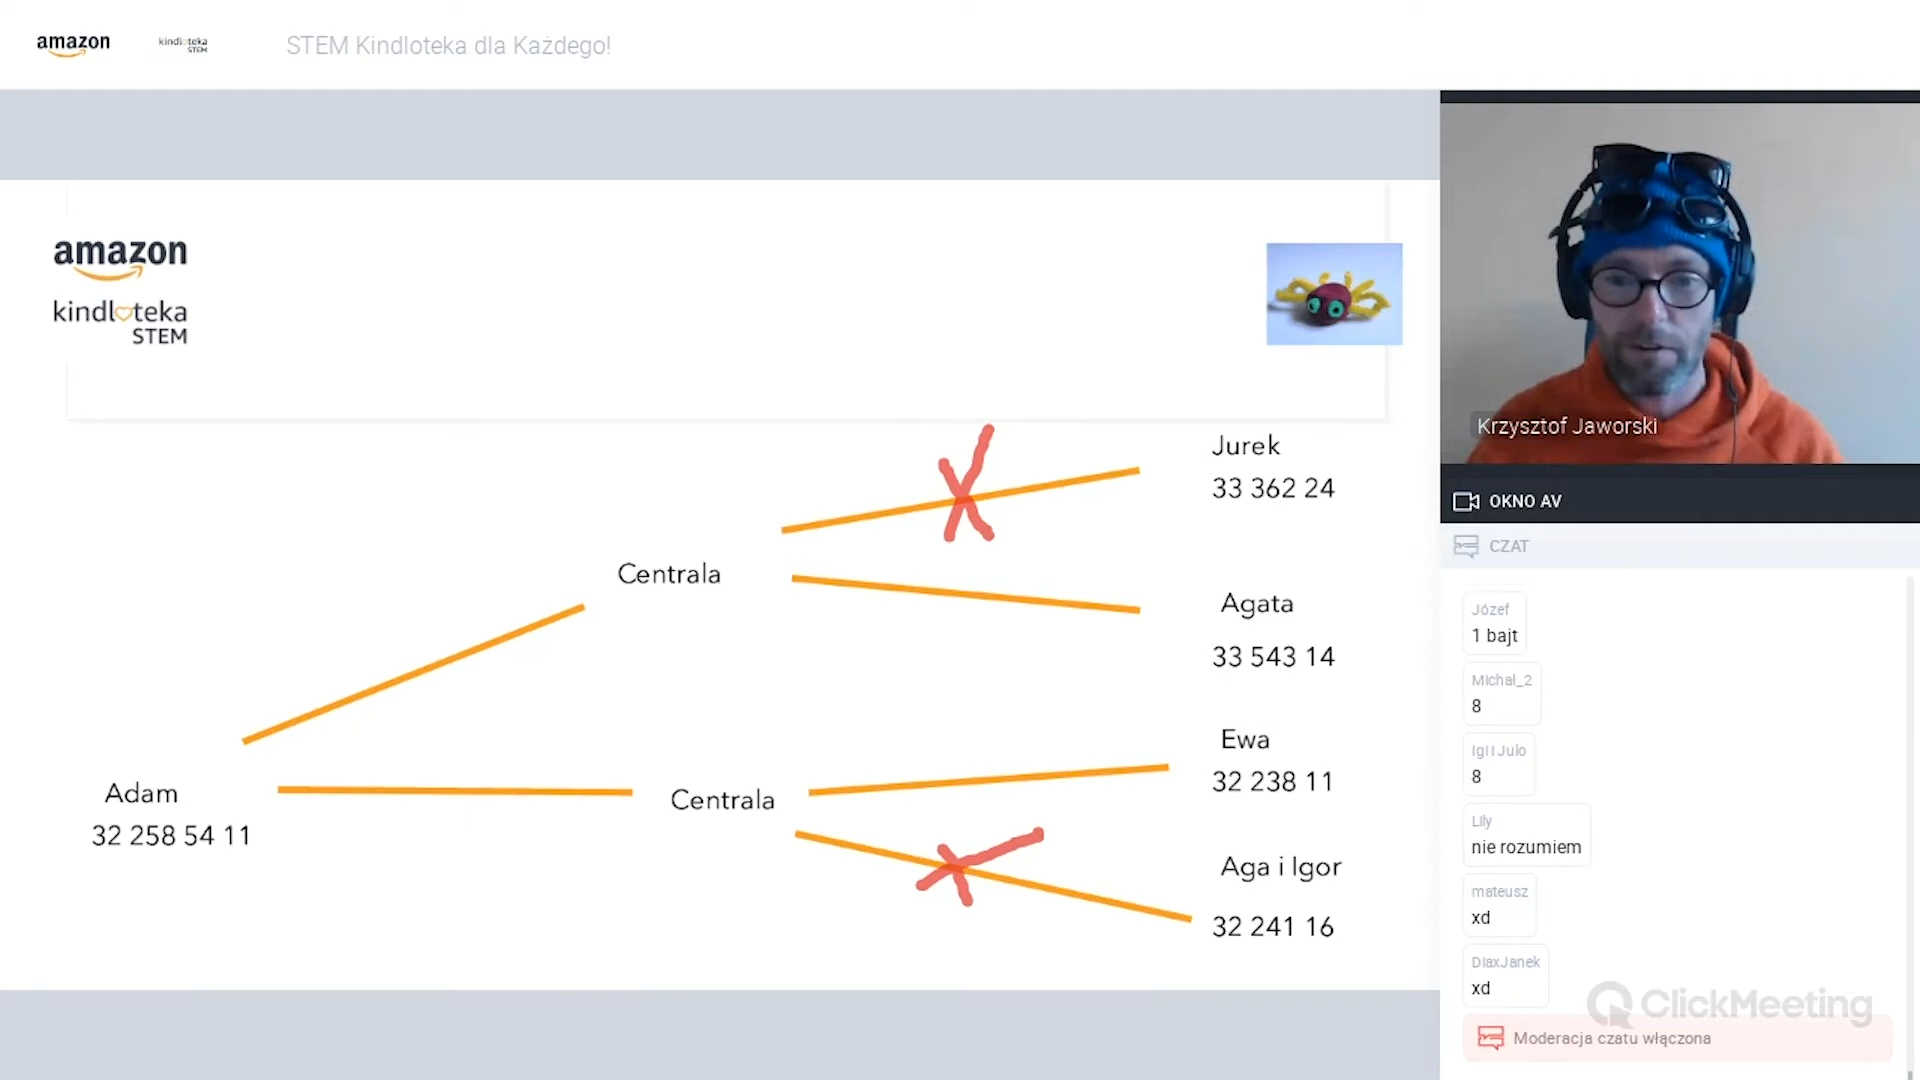 amazon
kindloteka
STEM
STEM Kindloteka dla Każdego!
amazon
kindloteka
STEM
Jurek
33 362 24
Centrala
Agata
33 543 14
Ewa
32 238 11
Adam
32 258 54 11
Centrala
Aga i Igor
32 241 16
Krzysztof Jaworski
OKNO AV
CZAT
Józef
1 bajt
Michał_2
8
Igi i Julo
8
Lily
nie rozumiem
mateusz
xd
DlaxJanek
xd
ClickMeeting
Moderacja czatu włączona